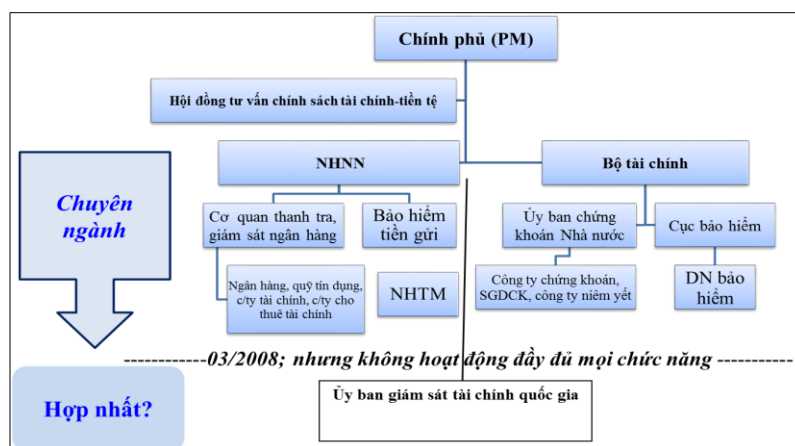 Chính phủ (PM)
Hội đồng tư vấn chính sách tài chính-tiền tệ
NHNN
Bộ tài chính
Chuyên
ngành
Cơ quan thanh tra,
giám sát ngân hàng
Bảo hiểm
tiền gửi
Ủy ban chứng
khoán Nhà nước
Cục bảo hiểm
Ngân hàng, quỹ tín dụng,
c/ty tài chính, c/ty cho
thuê tài chính
NHTM
Công ty chứng khoán,
SGDCK, công ty niêm yết
DN bảo
hiểm
-----------03/2008; nhưng không hoạt động đầy đủ mọi chức năng -----------
Hợp nhất?
Ủy ban giám sát tài chính quốc gia